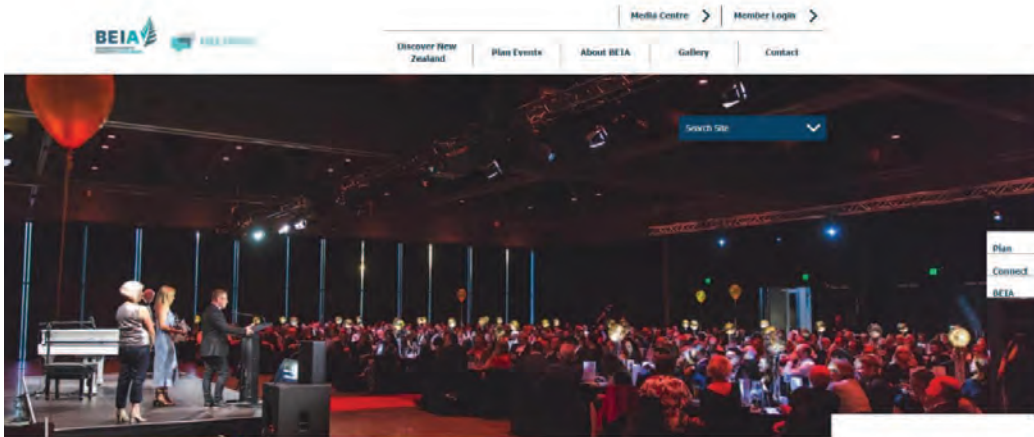 Media Centre
Member Login
BEIA
Discover New
Zealand
Plan Events
About BEIA
Gallery
Contact
Search Site
Plan
Connect
BEIA